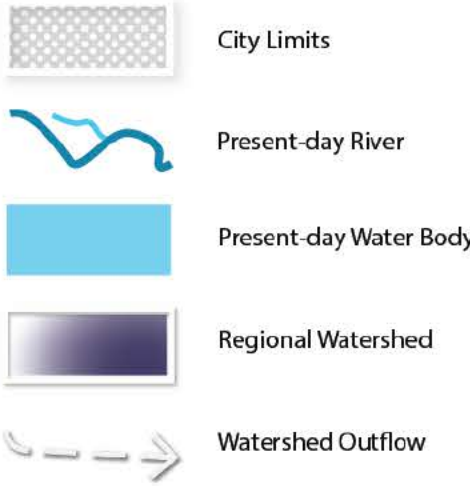 City Limits
Present-day River
Present-day Water Body
Regional Watershed
Watershed Outflow